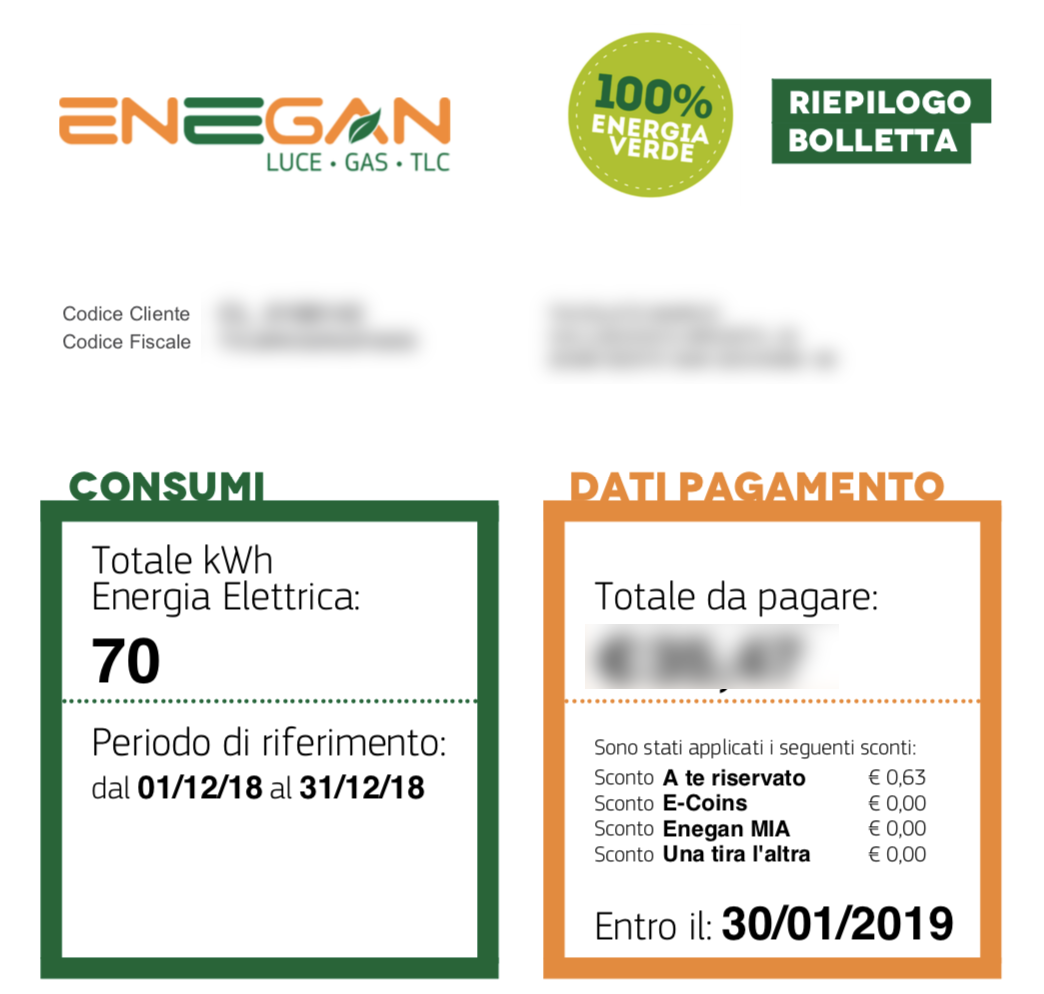 ENEGAN
LUCE • GAS • TLC
100%
ENERGIA
VERDE
RIEPILOGO
BOLLETTA
Codice Cliente
Codice Fiscale
CONSUMI
Totale kWh
Energia Elettrica:
70
Periodo di riferimento:
dal 01/12/18 al 31/12/18
DATI PAGAMENTO
Totale da pagare:
Sono stati applicati i seguenti sconti:
Sconto A te riservato € 0,63
Sconto E-Coins € 0,00
Sconto Enegan MIA € 0,00
Sconto Una tira l'altra € 0,00
Entro il: 30/01/2019